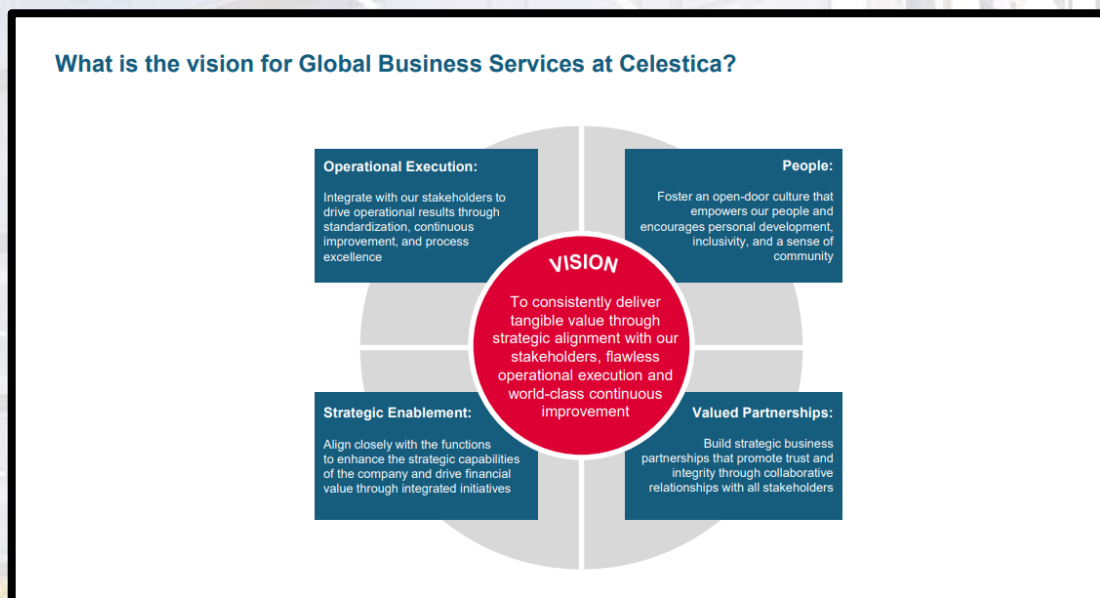 What is the vision for Global Business Services at Celestica?
Operational Execution:
Integrate with our stakeholders to
drive operational results through
standardization, continuous
improvement, and process
excellence
People:
Foster an open-door culture that
empowers our people and
encourages personal development,
inclusivity, and a sense of
community
VISION
To consistently deliver
tangible value through
strategic alignment with our
stakeholders, flawless
operational execution and
world-class continuous
improvement
Strategic Enablement:
Align closely with the functions
to enhance the strategic capabilities
of the company and drive financial
value through integrated initiatives
Valued Partnerships:
Build strategic business
partnerships that promote trust and
integrity through collaborative
relationships with all stakeholders